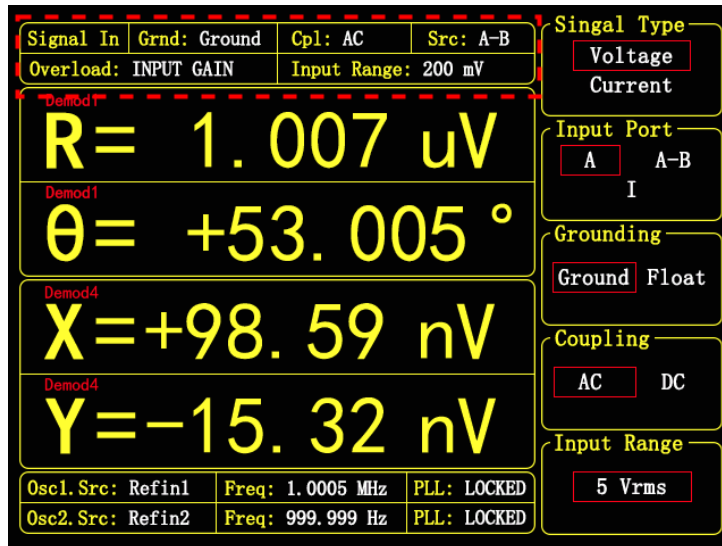 Signal In Grnd: Ground Cpl: AC Src: A-B
Overload: INPUT GAIN Input Range: 200 mV
Demod1
R= 1.007 uV
Demod1
θ= +53.005 °
Demod4
X=+98.59 nV
Demod4
Y=-15.32 nV
Osc1.Src: Refin1 Freq: 1.0005 MHz PLL: LOCKED
Osc2.Src: Refin2 Freq: 999.999 Hz PLL: LOCKED
Singal Type
Voltage
Current
Input Port
A A-B
I
Grounding
Ground Float
Coupling
AC DC
Input Range
5 Vrms